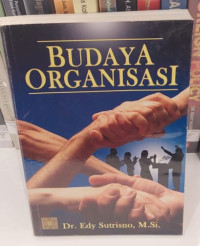 BUDAYA
ORGANISASI
Dr. Edy Sutrisno, M.Si.